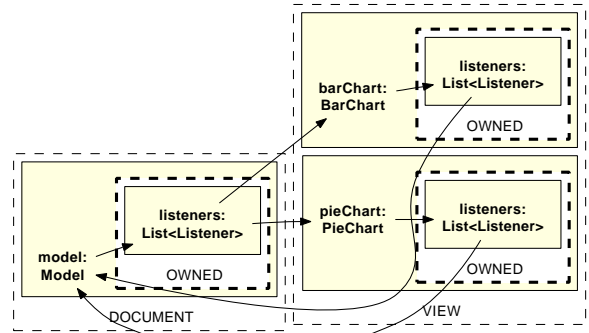 barChart:
BarChart
listeners:
List<Listener>
OWNED
pieChart:
PieChart
listeners:
List<Listener>
OWNED
VIEW
model:
Model
listeners:
List<Listener>
OWNED
DOCUMENT